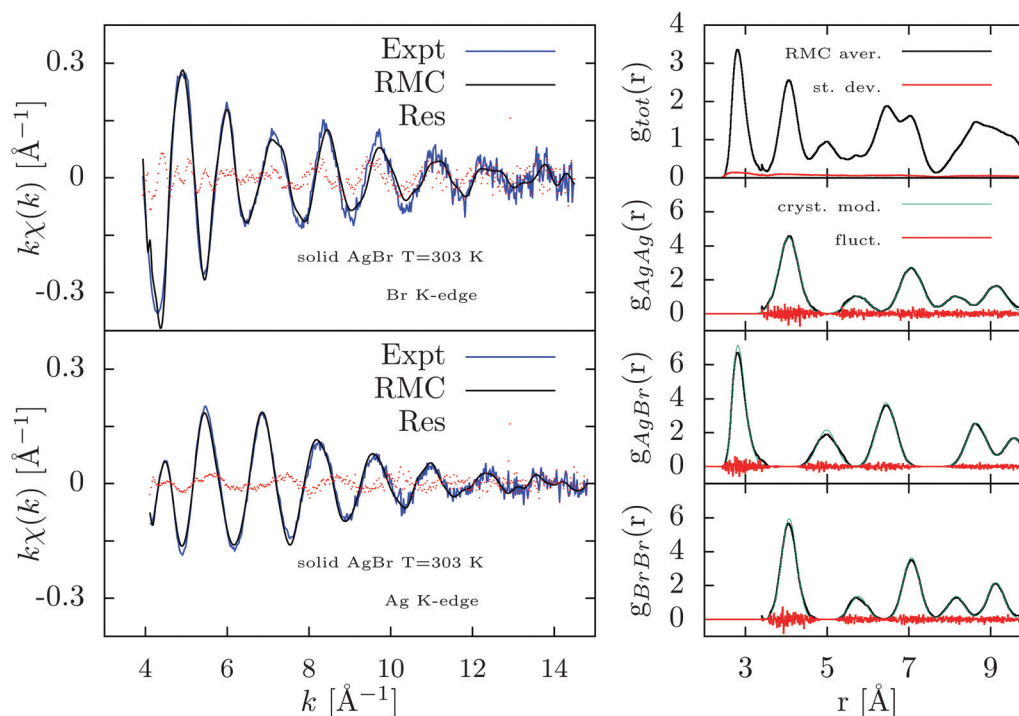 0.3
0
-0.3
kχ(k) [Å⁻¹]
Expt
RMC
Res
solid AgBr T=303 K
Br K-edge
0.3
0
-0.3
kχ(k) [Å⁻¹]
Expt
RMC
Res
solid AgBr T=303 K
Ag K-edge
4 6 8 10 12 14
k [Å⁻¹]
4
3
2
1
0
g_tot(r)
RMC aver.
st. dev.
6
4
2
0
g_AgAg(r)
cryst. mod.
fluct.
6
4
2
0
g_AgBr(r)
6
4
2
0
g_BrBr(r)
3 5 7 9
r [Å]